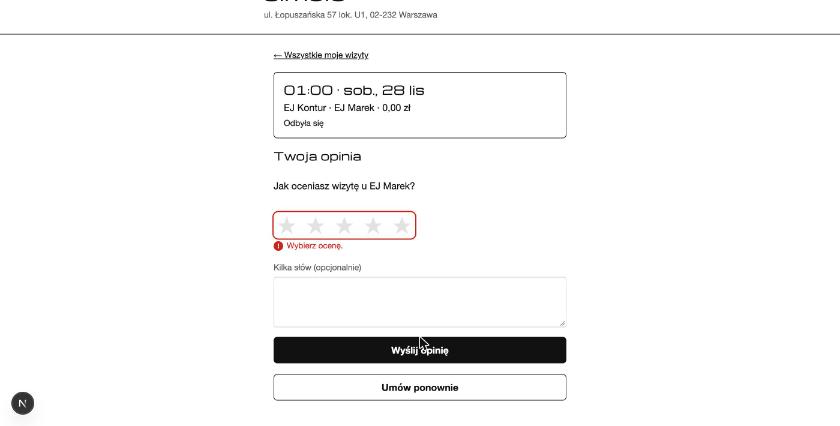 ul. Łopuszańska 57 lok. U1, 02-232 Warszawa
← Wszystkie moje wizyty
01:00 · sob., 28 lis
EJ Kontur · EJ Marek · 0,00 zł
Odbyła się
Twoja opinia
Jak oceniasz wizytę u EJ Marek?
Wybierz ocenę.
Kilka słów (opcjonalnie)
Wyślij opinię
Umów ponownie
N